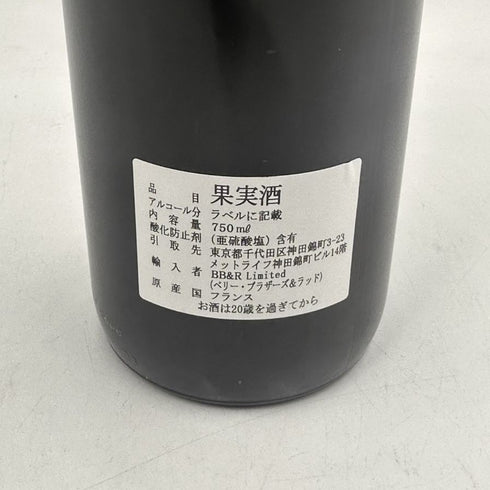 品目 果実酒
アルコール分 ラベルに記載
内容量 750mℓ
酸化防止剤 (亜硫酸塩)含有
引取先 東京都千代田区神田錦町3-23
メットライフ神田錦町ビル14階
輸入者 BB&R Limited
(ベリー・ブラザーズ&ラッド)
原産国 フランス
お酒は20歳を過ぎてから